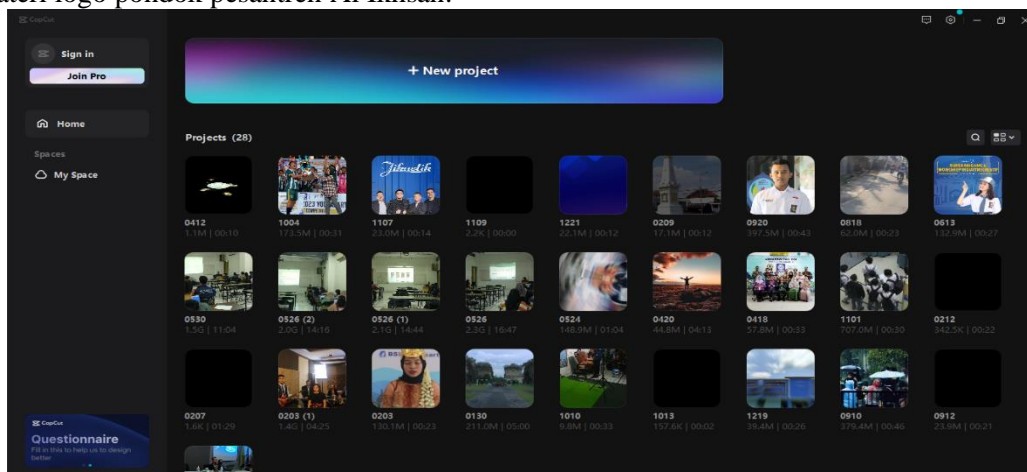 ateri logo pondok pesantren Al Ikhsan.
CapCut
Sign in
Join Pro
+ New project
Home
Projects (28)
Spaces
My Space
Jikustik
0412
1.1M | 00:10
1004
173.5M | 00:31
1107
23.0M | 00:14
1109
2.2K | 00:00
1221
22.1M | 00:12
0209
17.1M | 00:12
0920
397.5M | 00:43
0818
62.0M | 00:23
0613
132.9M | 00:27
0530
1.5G | 11:04
0526 (2)
2.0G | 14:16
0526 (1)
2.1G | 14:44
0526
2.3G | 16:47
0524
148.9M | 01:04
0420
44.8M | 04:13
0418
57.8M | 00:33
1101
707.0M | 00:30
0212
342.5K | 00:22
0207
1.6K | 01:29
0203 (1)
1.4G | 04:25
0203
130.1M | 00:23
0130
211.0M | 05:00
1010
9.8M | 00:33
1013
157.6K | 00:02
1219
39.4M | 00:26
0910
379.4M | 00:46
0912
23.9M | 00:21
CapCut
Questionnaire
Fill in this to help us to design
better